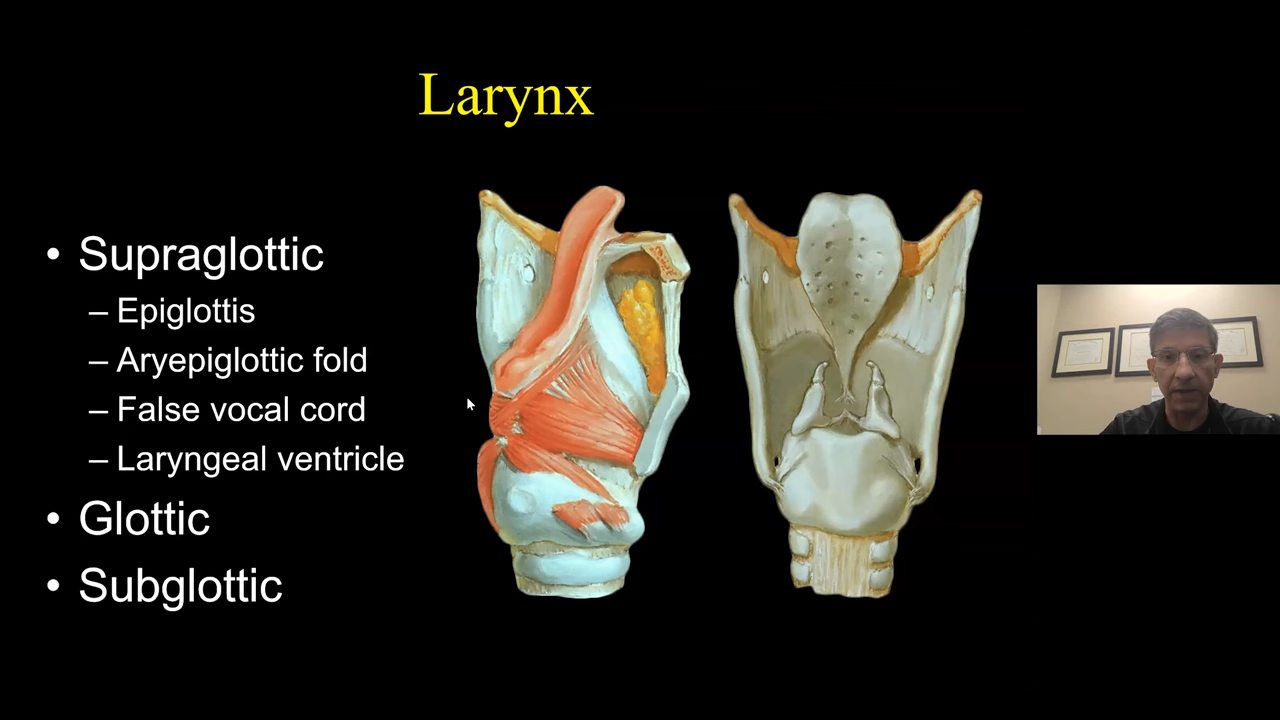 Larynx
• Supraglottic
– Epiglottis
– Aryepiglottic fold
– False vocal cord
– Laryngeal ventricle
• Glottic
• Subglottic